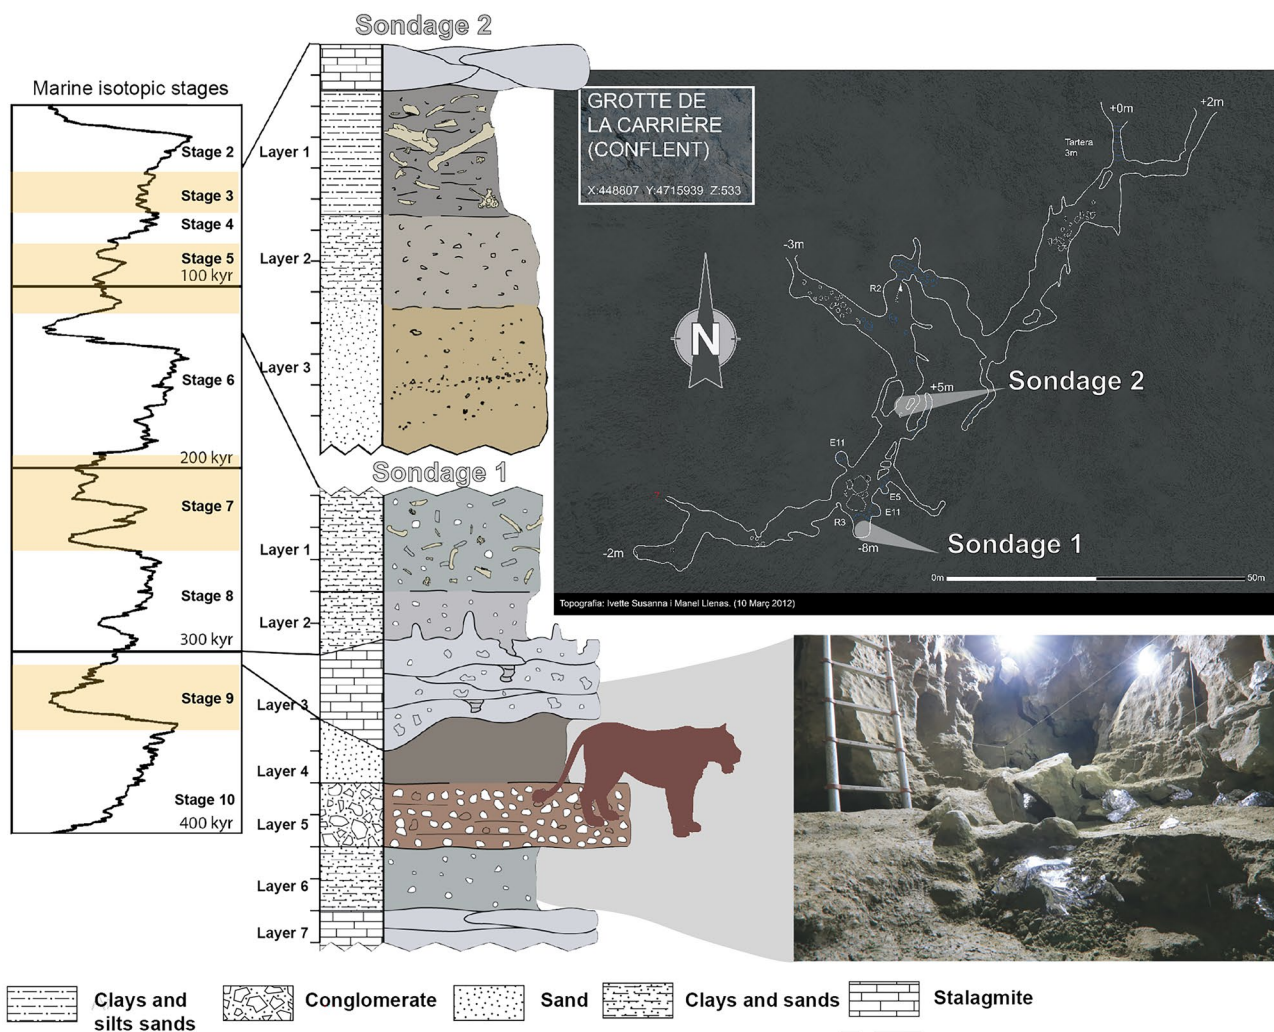 Sondage 2
Marine isotopic stages
Stage 2
Stage 3
Stage 4
Stage 5
100 kyr
Stage 6
200 kyr
Stage 7
Stage 8
300 kyr
Stage 9
Stage 10
400 kyr
Layer 1
Layer 2
Layer 3
Sondage 1
Layer 1
Layer 2
Layer 3
Layer 4
Layer 5
Layer 6
Layer 7
GROTTE DE
LA CARRIÈRE
(CONFLENT)
X:448807 Y:4715939 Z:533
+0m
+2m
Tartera
3m
-3m
R2
N
+5m
Sondage 2
E11
E5
E11
R3
-8m
-2m
Sondage 1
0m
50m
Topografia: Ivette Susanna i Manel Llenas. (10 Març 2012)
Clays and
silts sands
Conglomerate
Sand
Clays and sands
Stalagmite